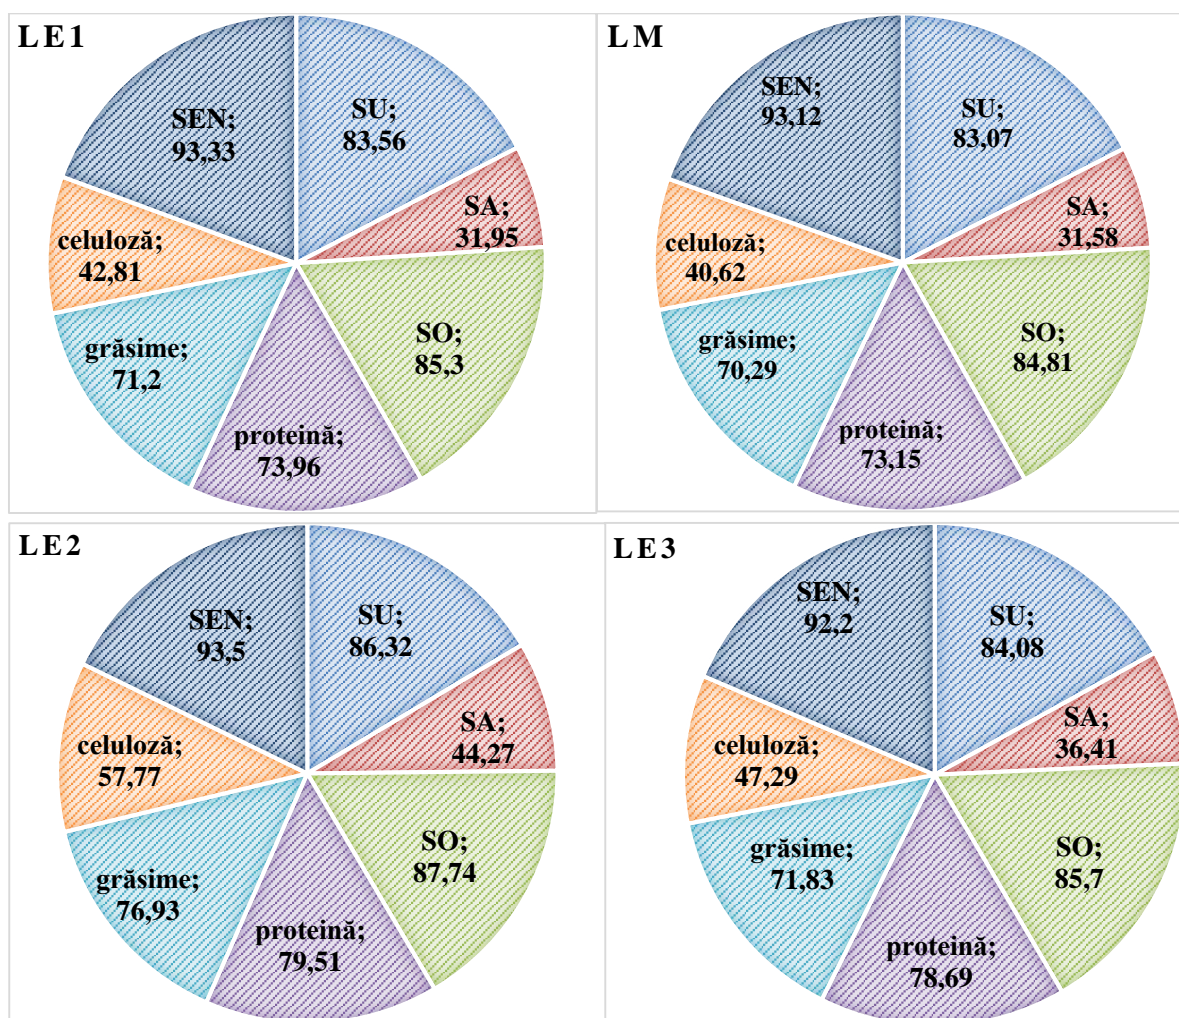 LE1
SEN;
93,33
SU;
83,56
SA;
31,95
celuloză;
42,81
SO;
85,3
grăsime;
71,2
proteină;
73,96
LM
SEN;
93,12
SU;
83,07
SA;
31,58
celuloză;
40,62
SO;
84,81
grăsime;
70,29
proteină;
73,15
LE2
SEN;
93,5
SU;
86,32
SA;
44,27
celuloză;
57,77
SO;
87,74
grăsime;
76,93
proteină;
79,51
LE3
SEN;
92,2
SU;
84,08
SA;
36,41
celuloză;
47,29
SO;
85,7
grăsime;
71,83
proteină;
78,69